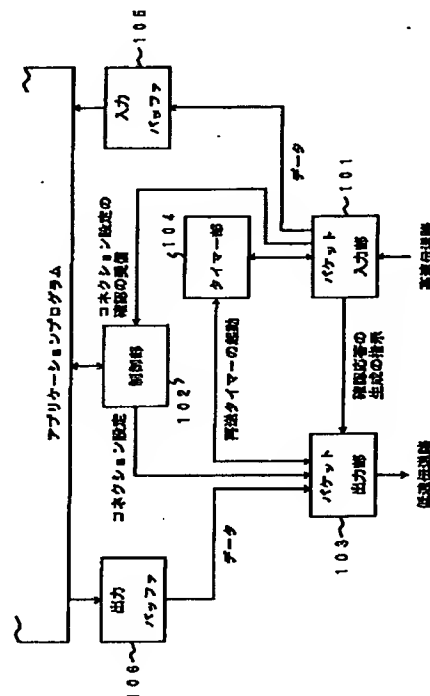 アプリケーションプログラム
出力
バッファ
106
コネクション設定
制御部
102
コネクション設定の
確認の受信
104
タイマー部
入力
バッファ
105
データ
再送タイマーの起動
データ
パケット
出力部
103
確認応答の
生成の指示
パケット
入力部
101
低速伝送路
高速伝送路